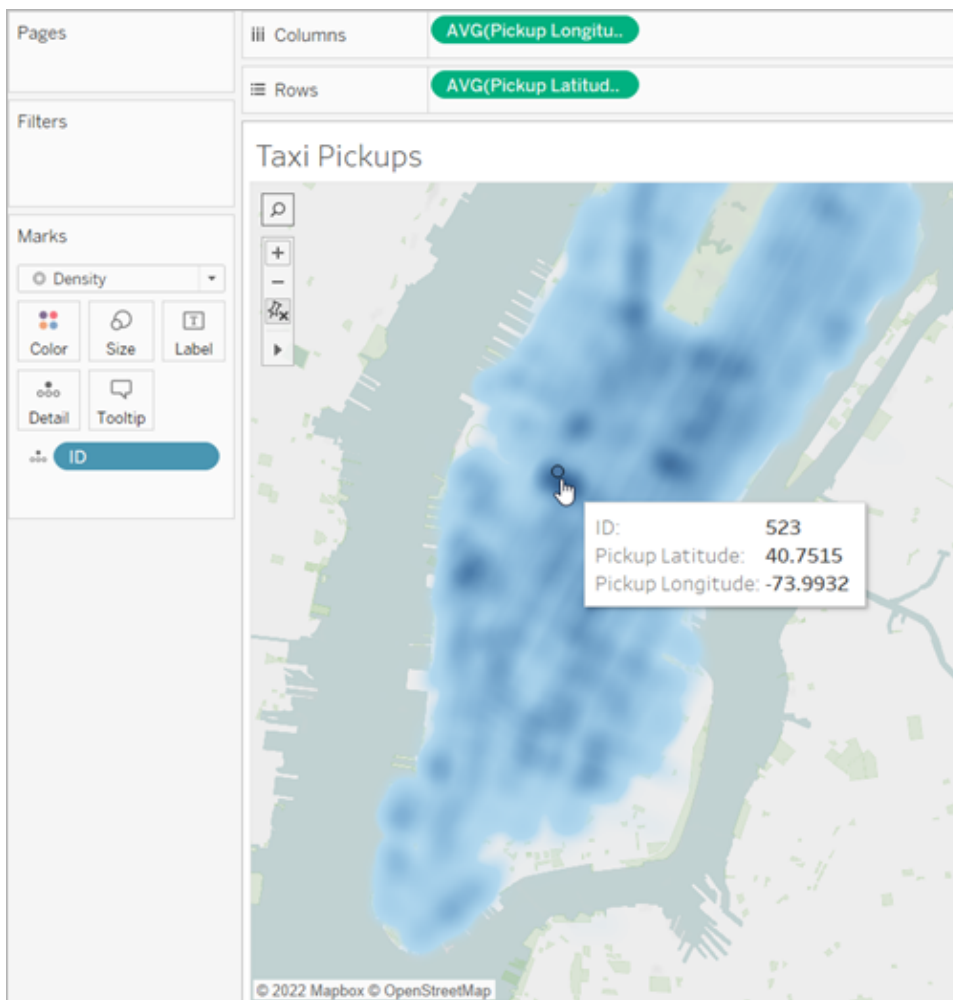 Pages
Filters
Marks
Density
Color Size Label
Detail Tooltip
ID
Columns AVG(Pickup Longitu..
Rows AVG(Pickup Latitud..
Taxi Pickups
ID: 523
Pickup Latitude: 40.7515
Pickup Longitude: -73.9932
© 2022 Mapbox © OpenStreetMap